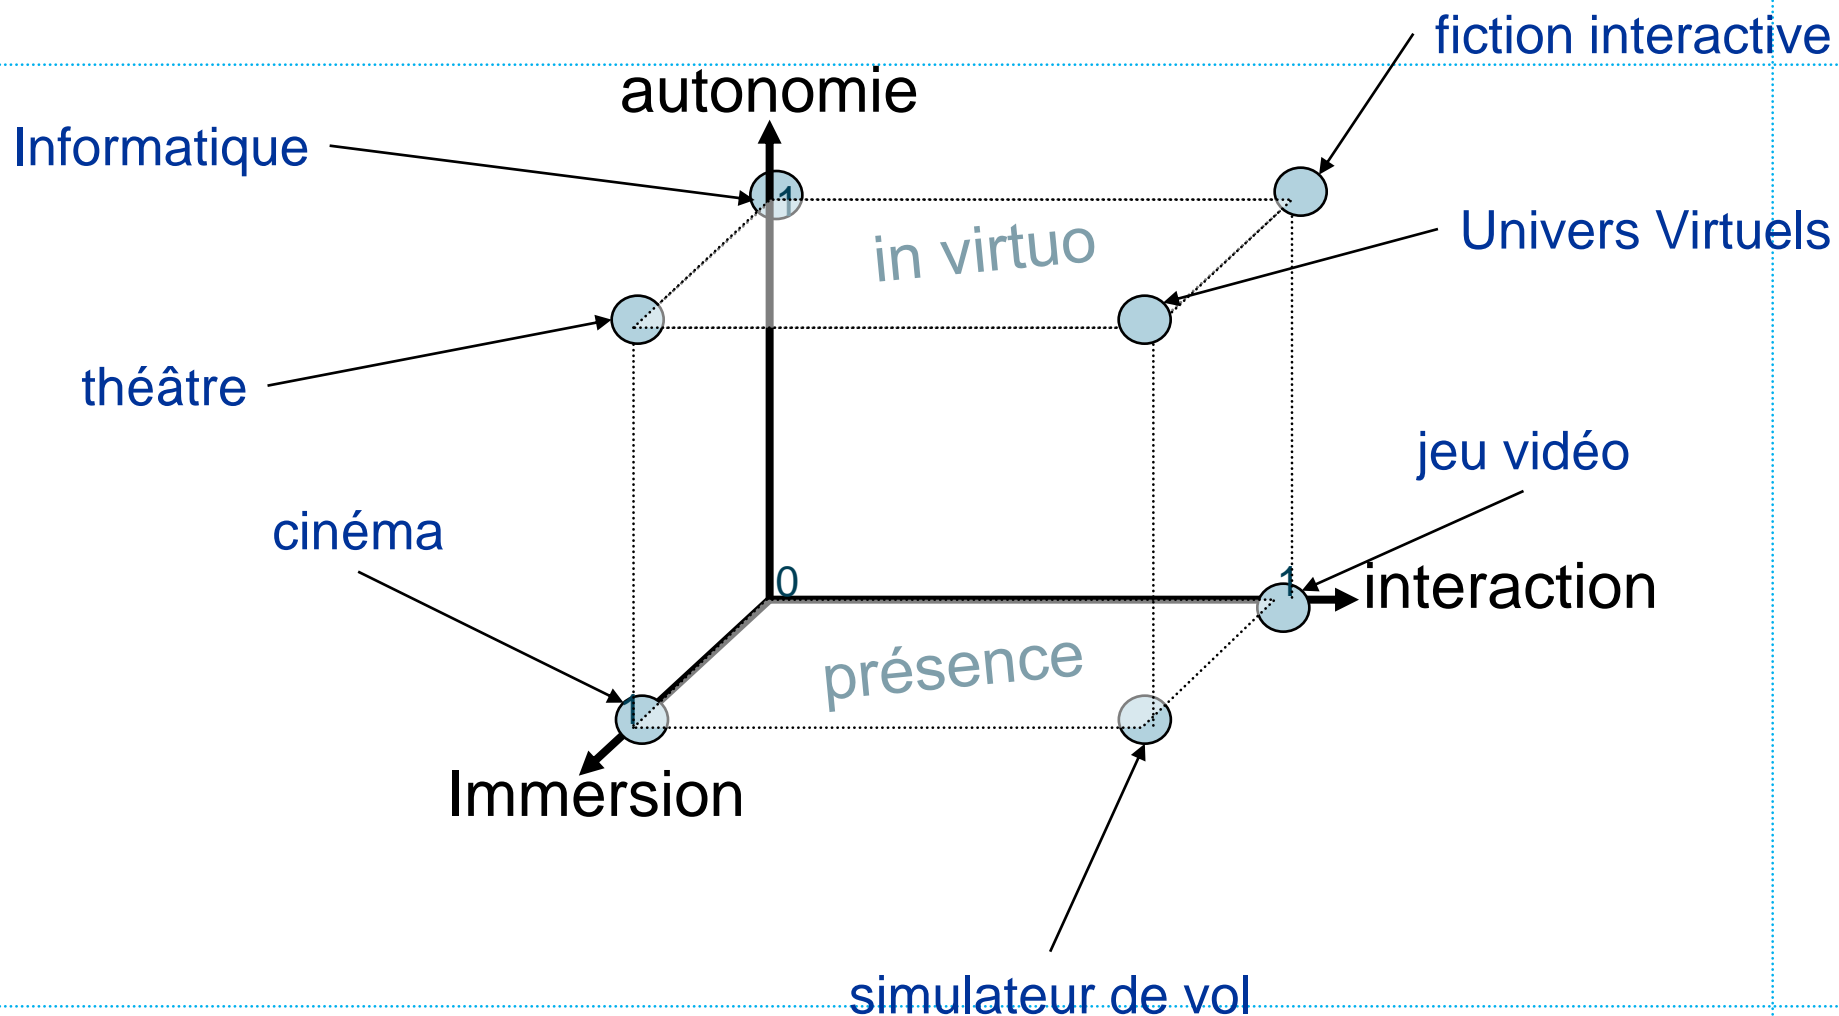 fiction interactive
autonomie
Informatique
1
in virtuo
Univers Virtuels
théâtre
jeu vidéo
cinéma
0
1
interaction
présence
1
Immersion
simulateur de vol